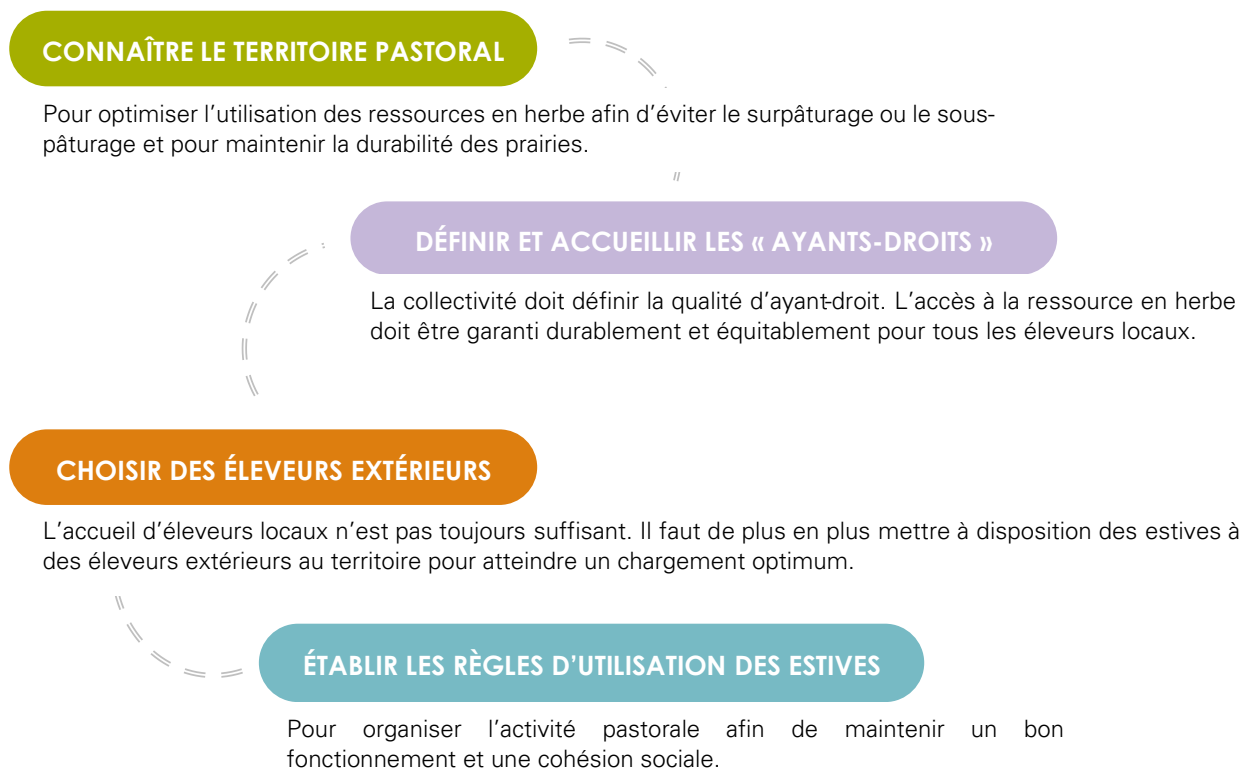 CONNAÎTRE LE TERRITOIRE PASTORAL
Pour optimiser l’utilisation des ressources en herbe afin d’éviter le surpâturage ou le sous-
pâturage et pour maintenir la durabilité des prairies.
DÉFINIR ET ACCUEILLIR LES « AYANTS-DROITS »
La collectivité doit définir la qualité d’ayant-droit. L’accès à la ressource en herbe
doit être garanti durablement et équitablement pour tous les éleveurs locaux.
CHOISIR DES ÉLEVEURS EXTÉRIEURS
L’accueil d’éleveurs locaux n’est pas toujours suffisant. Il faut de plus en plus mettre à disposition des estives à
des éleveurs extérieurs au territoire pour atteindre un chargement optimum.
ÉTABLIR LES RÈGLES D’UTILISATION DES ESTIVES
Pour organiser l’activité pastorale afin de maintenir un bon
fonctionnement et une cohésion sociale.